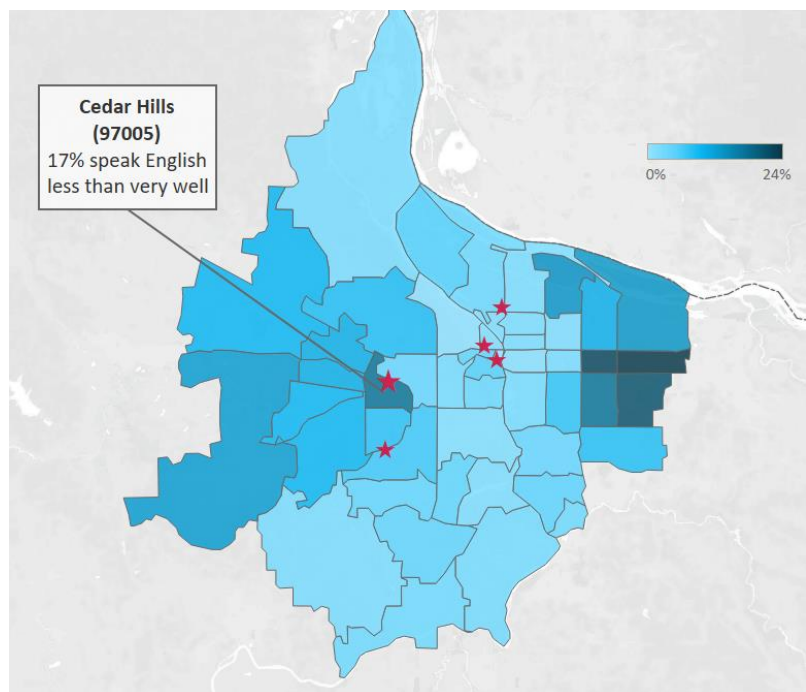 Cedar Hills
(97005)
17% speak English
less than very well
0%
24%